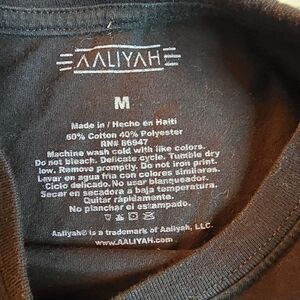 AALIYAH
M
Made in / Hecho en Haiti
60% Cotton 40% Polyester
RN# 86947
Machine wash cold with like colors.
Do not bleach. Delicate cycle. Tumble dry
low. Remove promptly. Do not iron print.
Lavar en agua fria con colores similares.
Ciclo delicado. No usar blanqueador.
Secar en secadora a baja temperatura.
Quitar rápidamente.
No planchar el estampado.
Aaliyah® is a trademark of Aaliyah, LLC.
www.AALIYAH.com